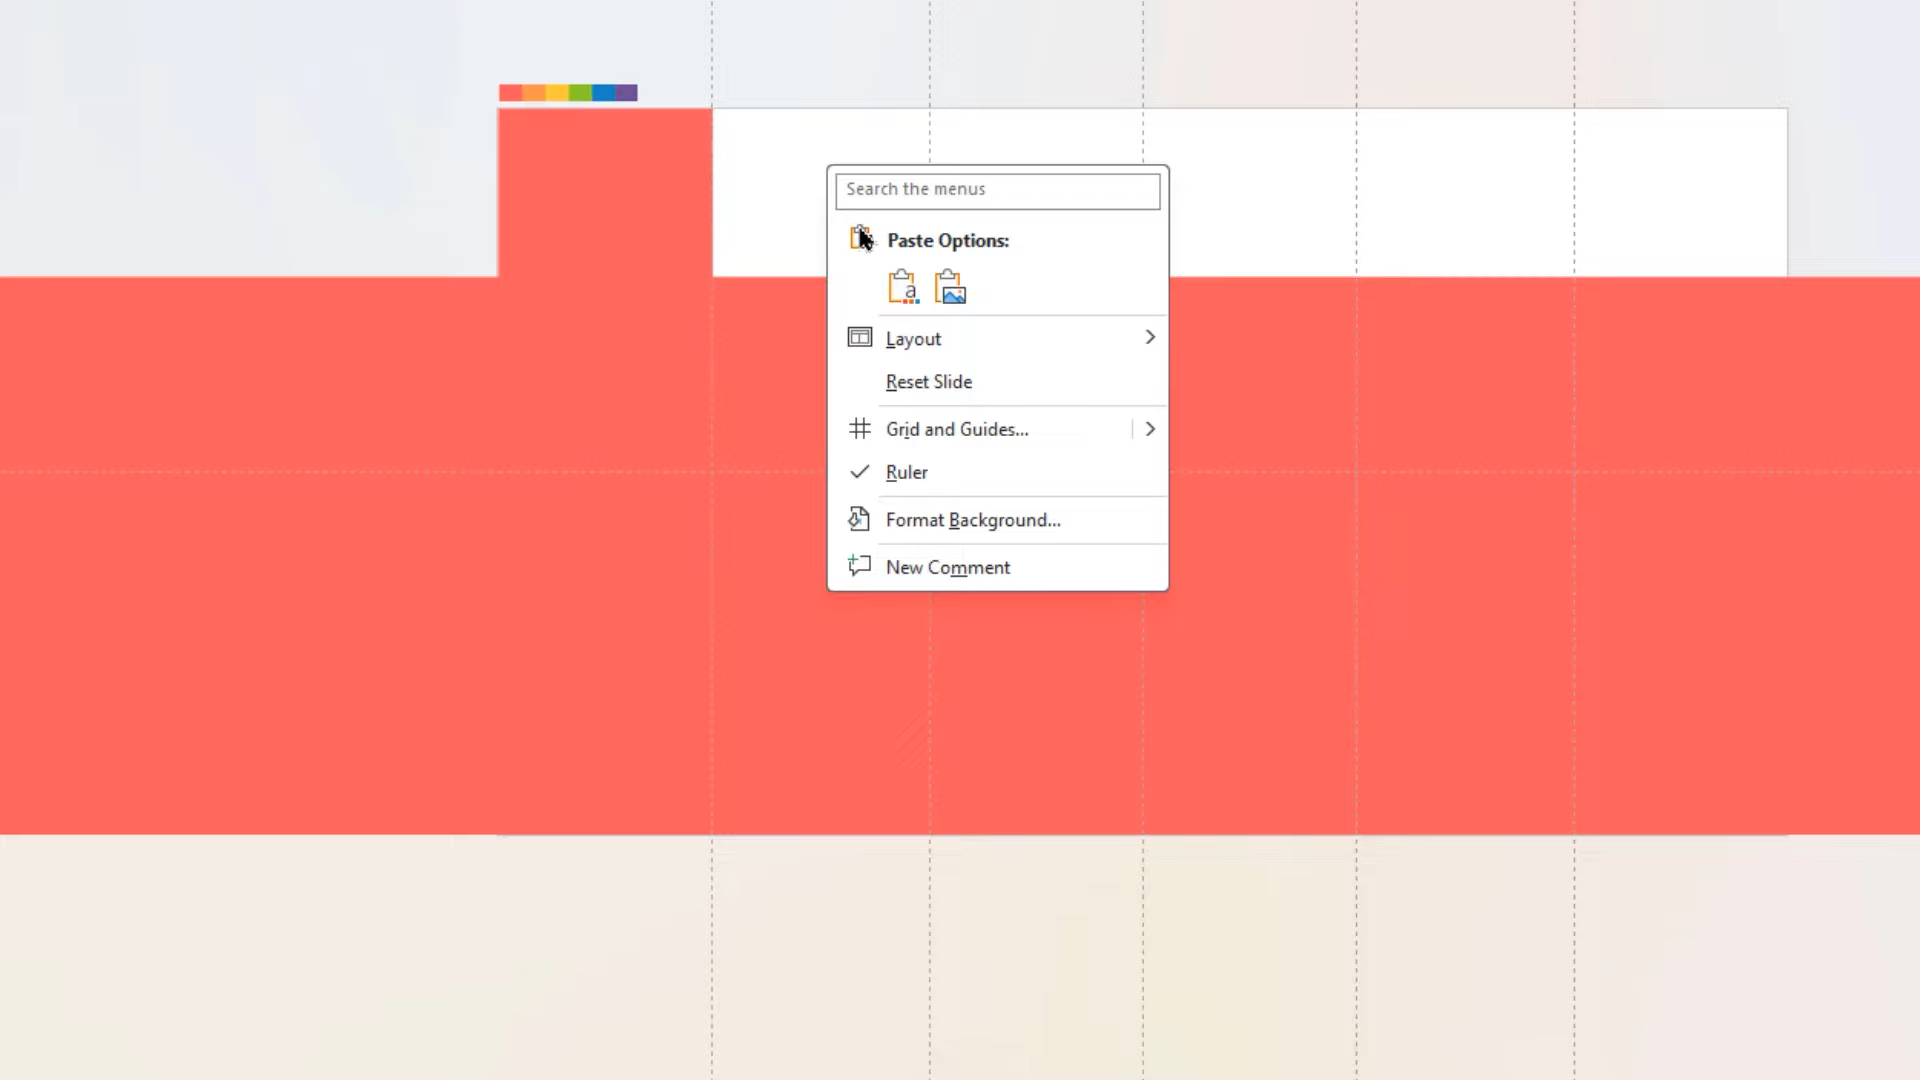 Search the menus
Paste Options:
Layout
Reset Slide
Grid and Guides...
Ruler
Format Background...
New Comment